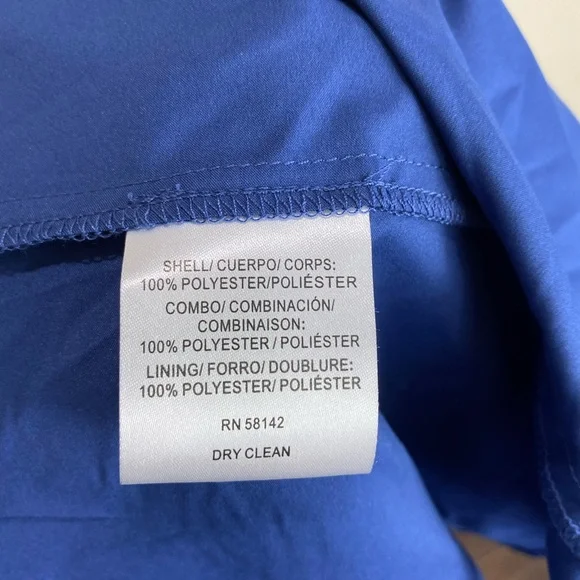 SHELL/ CUERPO/ CORPS:
100% POLYESTER/POLIÉSTER
COMBO/ COMBINACIÓN/
COMBINAISON:
100% POLYESTER / POLIÉSTER
LINING/ FORRO/ DOUBLURE:
100% POLYESTER/ POLIÉSTER
RN 58142
DRY CLEAN